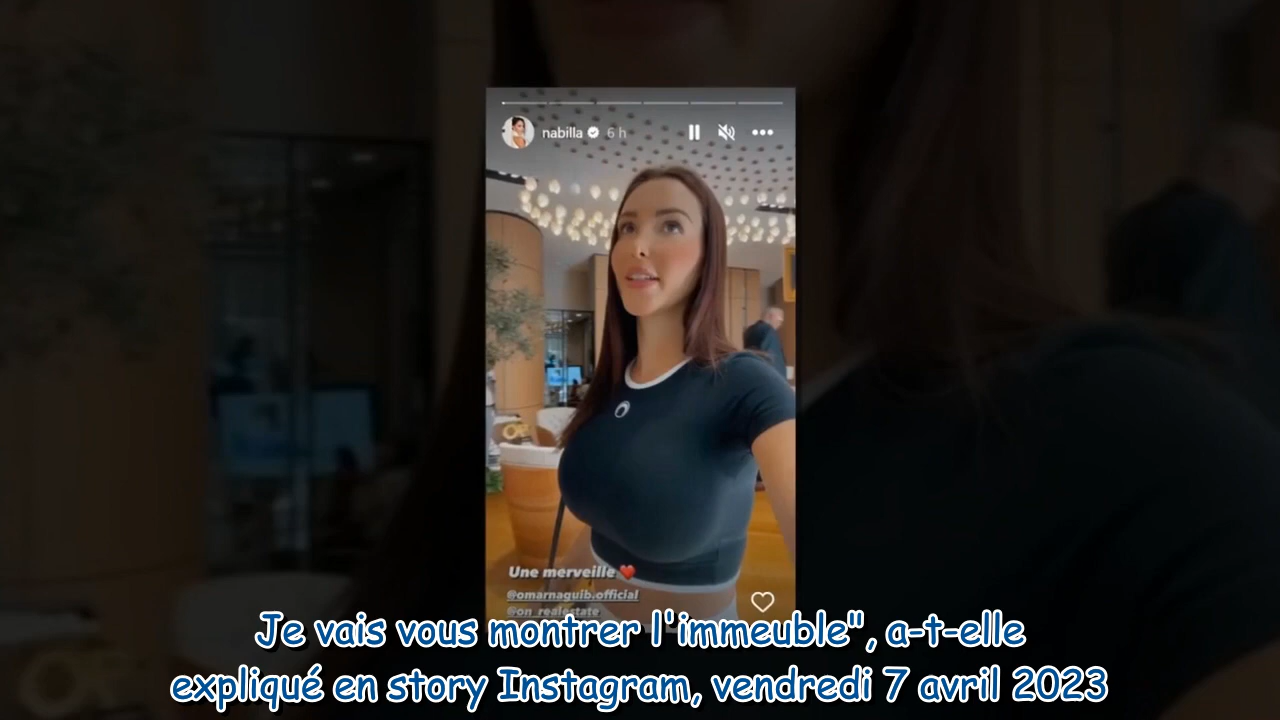 nabilla 6 h
Une merveille ❤️
@omarnaguib.official
@on_realestate
Je vais vous montrer l'immeuble", a-t-elle
expliqué en story Instagram, vendredi 7 avril 2023